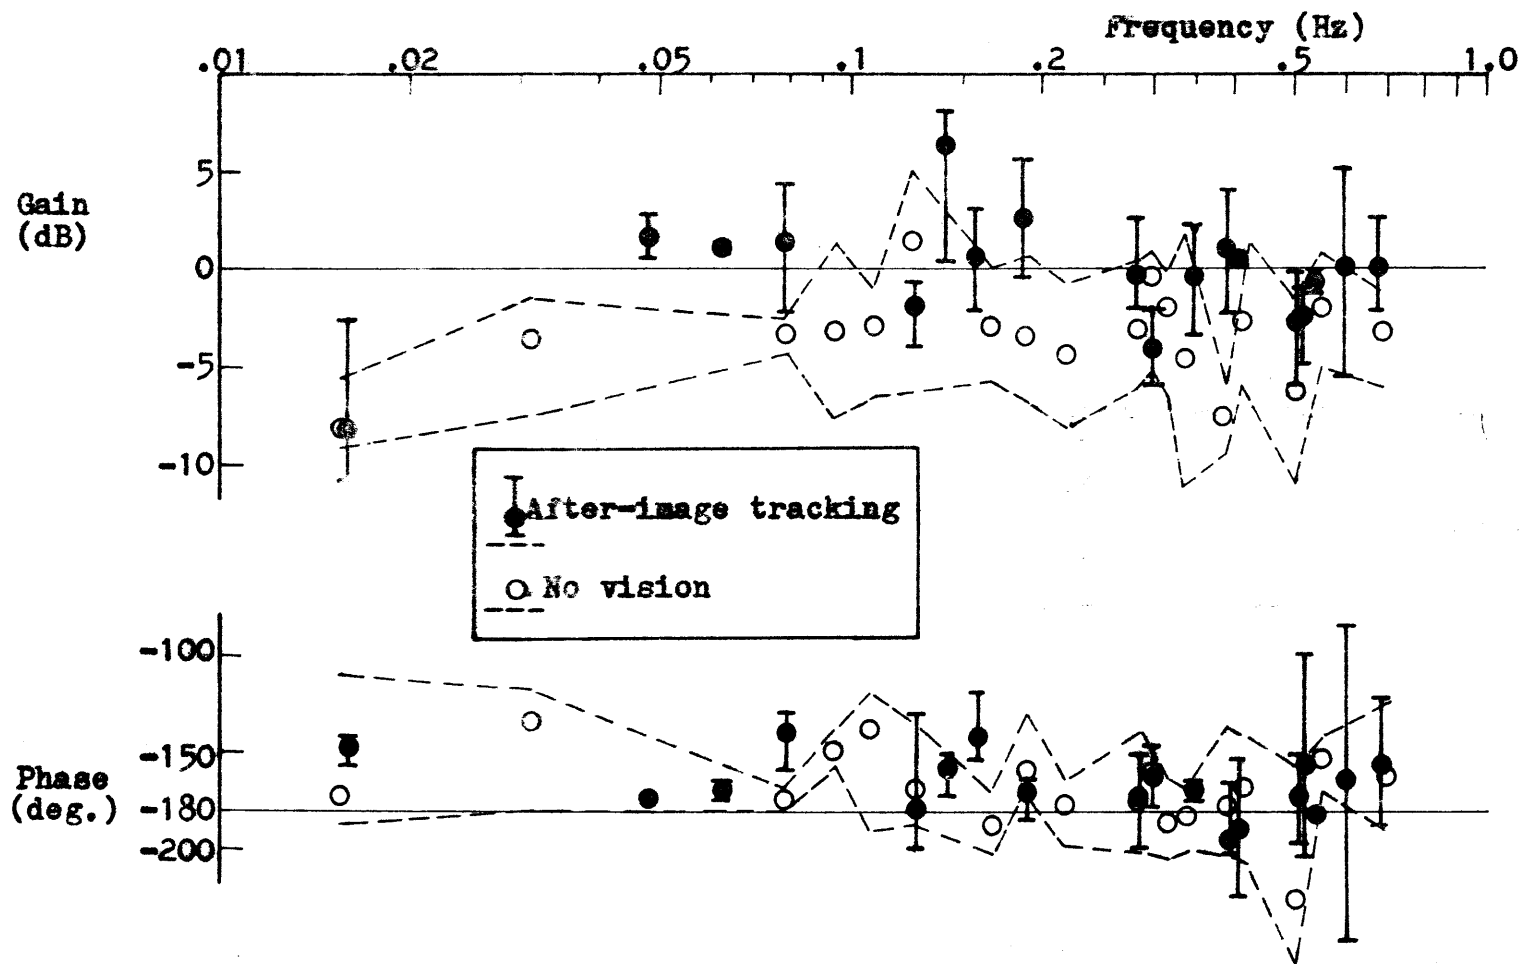 Frequency (Hz)
.01 .02 .05 .1 .2 .5 1.0
5
Gain
(dB)
0
-5
-10
After-image tracking
No vision
-100
-150
Phase
(deg.)
-180
-200